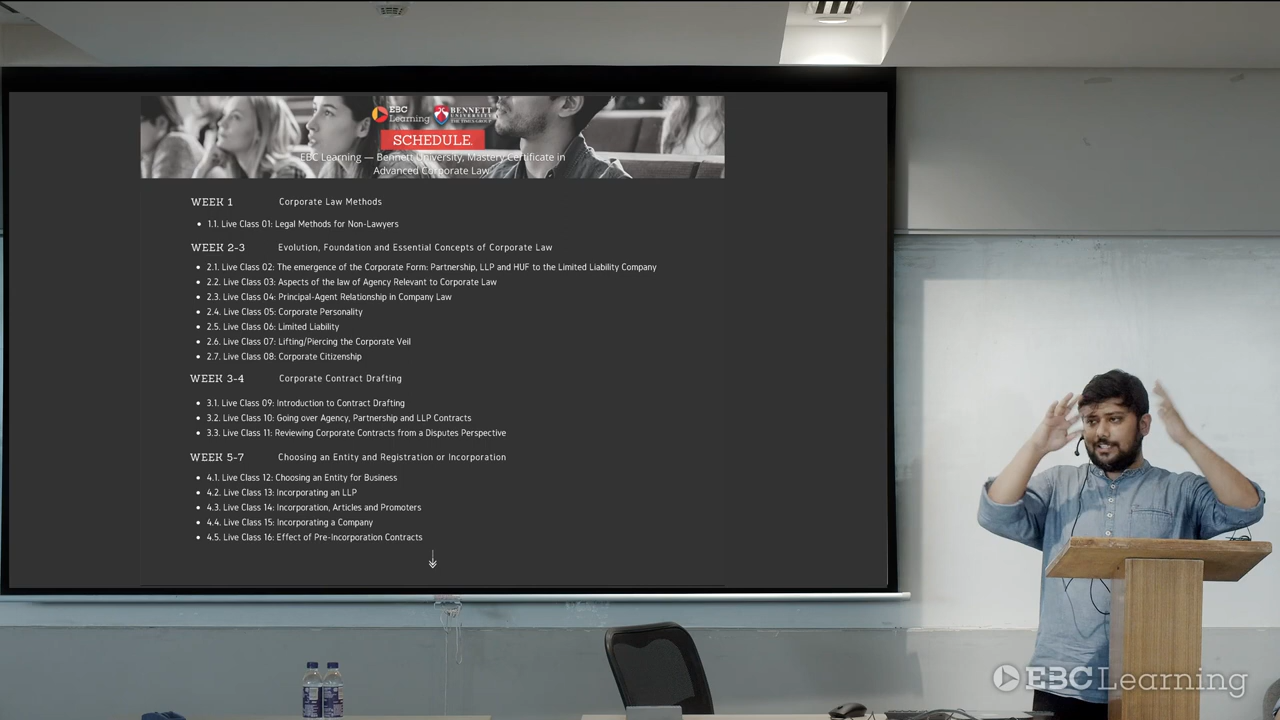 EBC
Learning
BENNETT
UNIVERSITY
THE TIMES GROUP
SCHEDULE.
EBC Learning — Bennett University, Mastery Certificate in
Advanced Corporate Law
WEEK 1 Corporate Law Methods
• 1.1. Live Class 01: Legal Methods for Non-Lawyers
WEEK 2-3 Evolution, Foundation and Essential Concepts of Corporate Law
• 2.1. Live Class 02: The emergence of the Corporate Form: Partnership, LLP and HUF to the Limited Liability Company
• 2.2. Live Class 03: Aspects of the law of Agency Relevant to Corporate Law
• 2.3. Live Class 04: Principal-Agent Relationship in Company Law
• 2.4. Live Class 05: Corporate Personality
• 2.5. Live Class 06: Limited Liability
• 2.6. Live Class 07: Lifting/Piercing the Corporate Veil
• 2.7. Live Class 08: Corporate Citizenship
WEEK 3-4 Corporate Contract Drafting
• 3.1. Live Class 09: Introduction to Contract Drafting
• 3.2. Live Class 10: Going over Agency, Partnership and LLP Contracts
• 3.3. Live Class 11: Reviewing Corporate Contracts from a Disputes Perspective
WEEK 5-7 Choosing an Entity and Registration or Incorporation
• 4.1. Live Class 12: Choosing an Entity for Business
• 4.2. Live Class 13: Incorporating an LLP
• 4.3. Live Class 14: Incorporation, Articles and Promoters
• 4.4. Live Class 15: Incorporating a Company
• 4.5. Live Class 16: Effect of Pre-Incorporation Contracts
EBC Learning